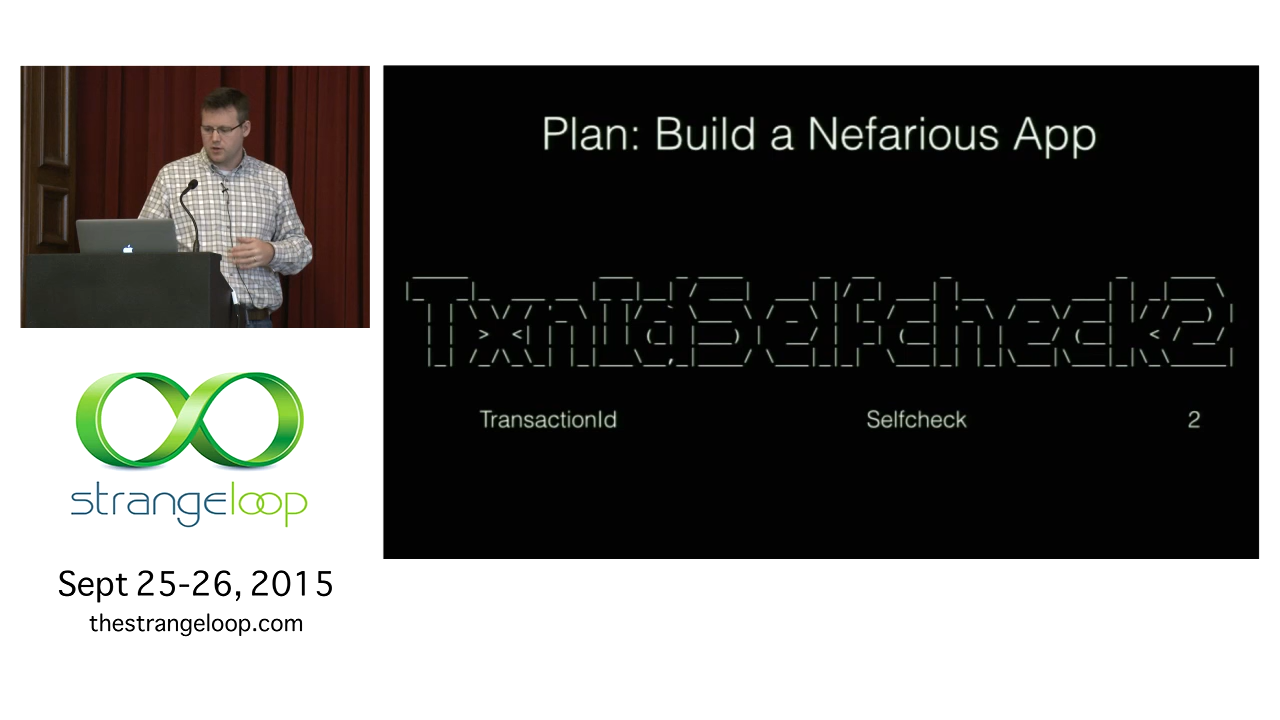 Plan: Build a Nefarious App
TxnIdSelfcheck2
TransactionId Selfcheck 2
strangeloop
Sept 25-26, 2015
thestrangeloop.com